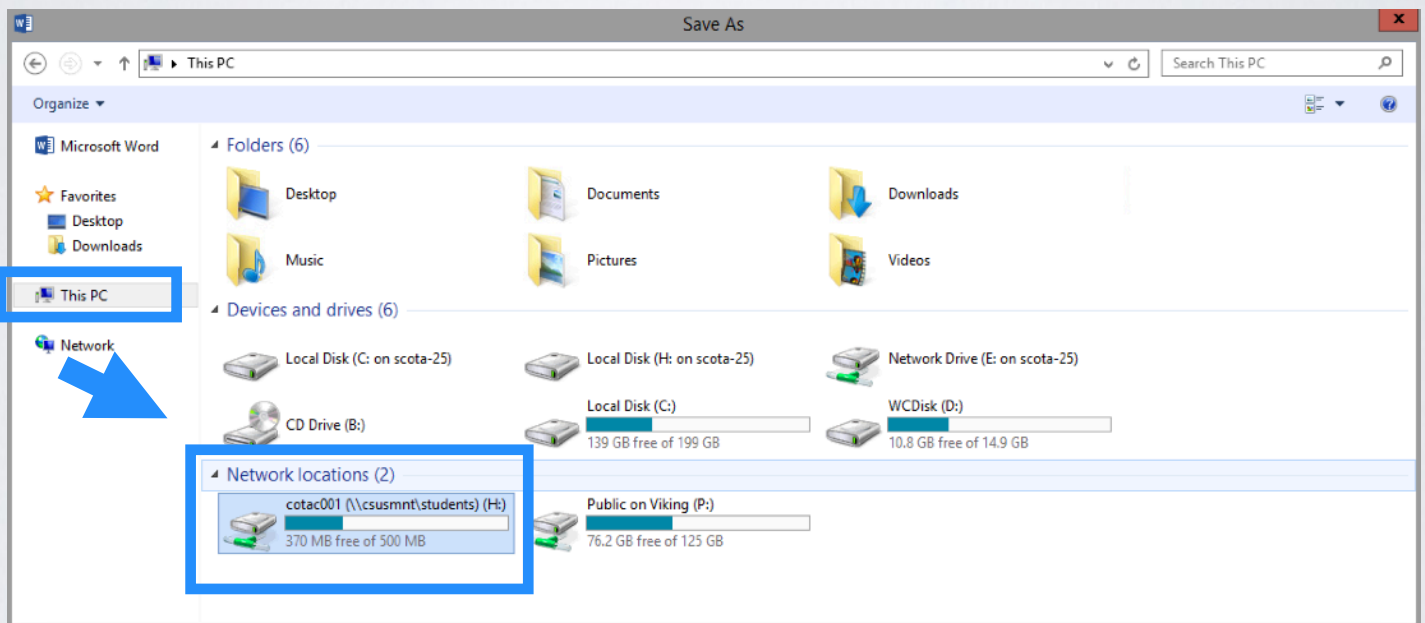 Save As
x
This PC
Search This PC
Organize
Microsoft Word
Favorites
Desktop
Downloads
This PC
Network
Folders (6)
Desktop
Documents
Downloads
Music
Pictures
Videos
Devices and drives (6)
Local Disk (C: on scota-25)
Local Disk (H: on scota-25)
Network Drive (E: on scota-25)
CD Drive (B:)
Local Disk (C:)
139 GB free of 199 GB
WCDisk (D:)
10.8 GB free of 14.9 GB
Network locations (2)
cotac001 (\\csusmnt\students) (H:)
370 MB free of 500 MB
Public on Viking (P:)
76.2 GB free of 125 GB